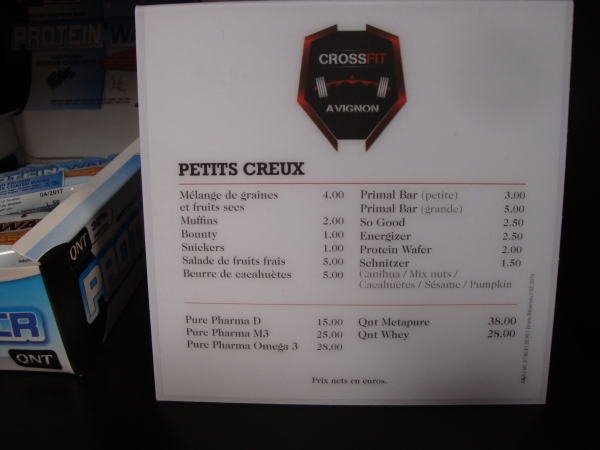 PROTEIN WA
CROSSFIT
AVIGNON
PETITS CREUX
Mélange de graines et fruits secs 4.00
Muffins 2.00
Bounty 1.00
Snickers 1.00
Salade de fruits frais 5.00
Beurre de cacahuètes 5.00
Primal Bar (petite) 3.00
Primal Bar (grande) 5.00
So Good 2.50
Energizer 2.50
Protein Wafer 2.00
Schnitzer 1.50
Canihua / Mix nuts /
Cacahuètes / Sésame / Pumpkin
Pure Pharma D 15.00
Pure Pharma M3 25.00
Pure Pharma Omega 3 28.00
Qnt Metapure 38.00
Qnt Whey 28.00
Prix nets en euros.
04/2017
QNT
QNT